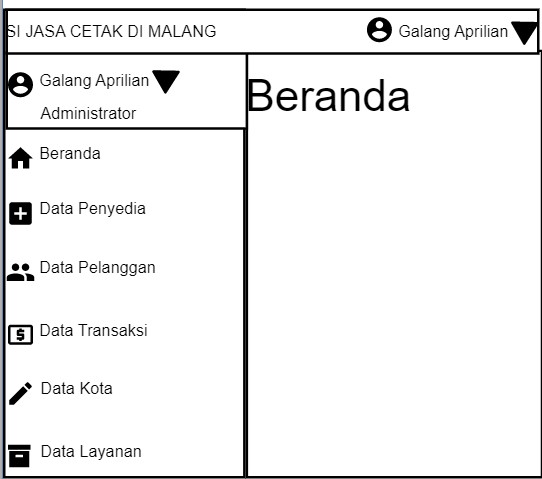 SI JASA CETAK DI MALANG
Galang Aprilian
Galang Aprilian
Administrator
Beranda
Beranda
Data Penyedia
Data Pelanggan
Data Transaksi
Data Kota
Data Layanan